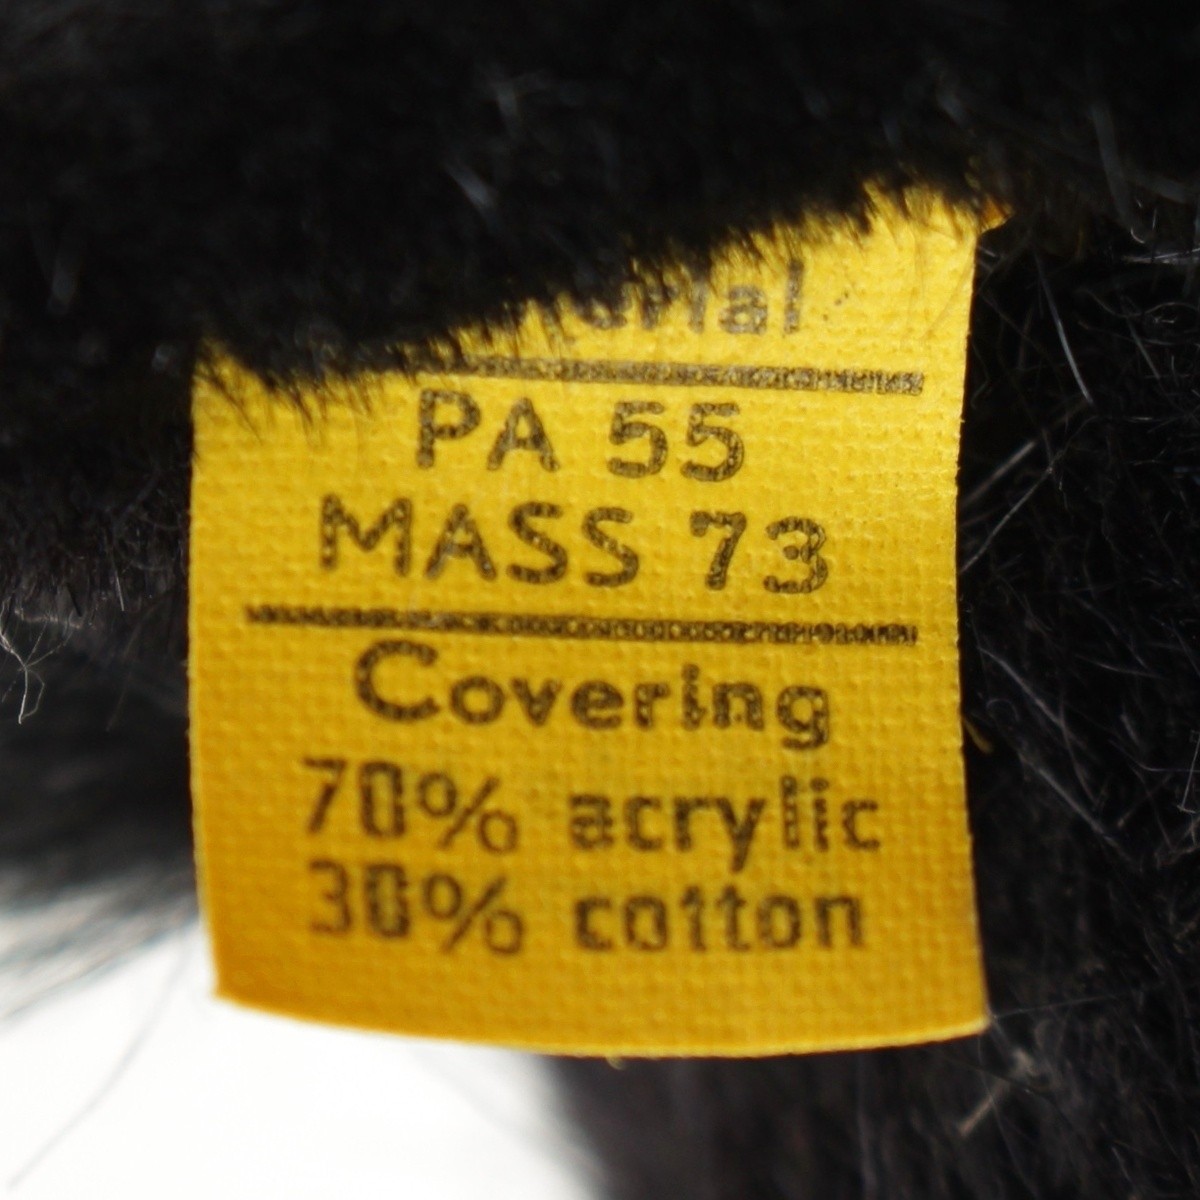 PA 55
MASS 73
Covering
70% acrylic
30% cotton